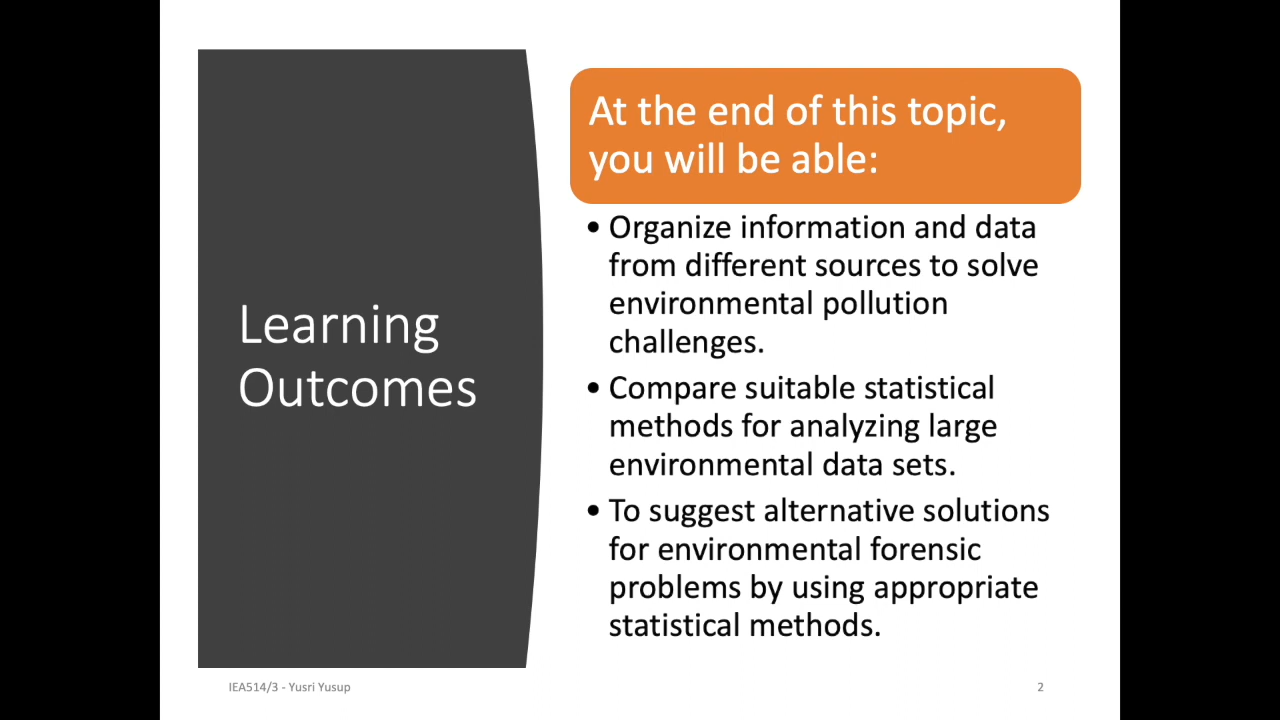 Learning
Outcomes
At the end of this topic,
you will be able:
• Organize information and data
from different sources to solve
environmental pollution
challenges.
• Compare suitable statistical
methods for analyzing large
environmental data sets.
• To suggest alternative solutions
for environmental forensic
problems by using appropriate
statistical methods.
IEA514/3 - Yusri Yusup
2